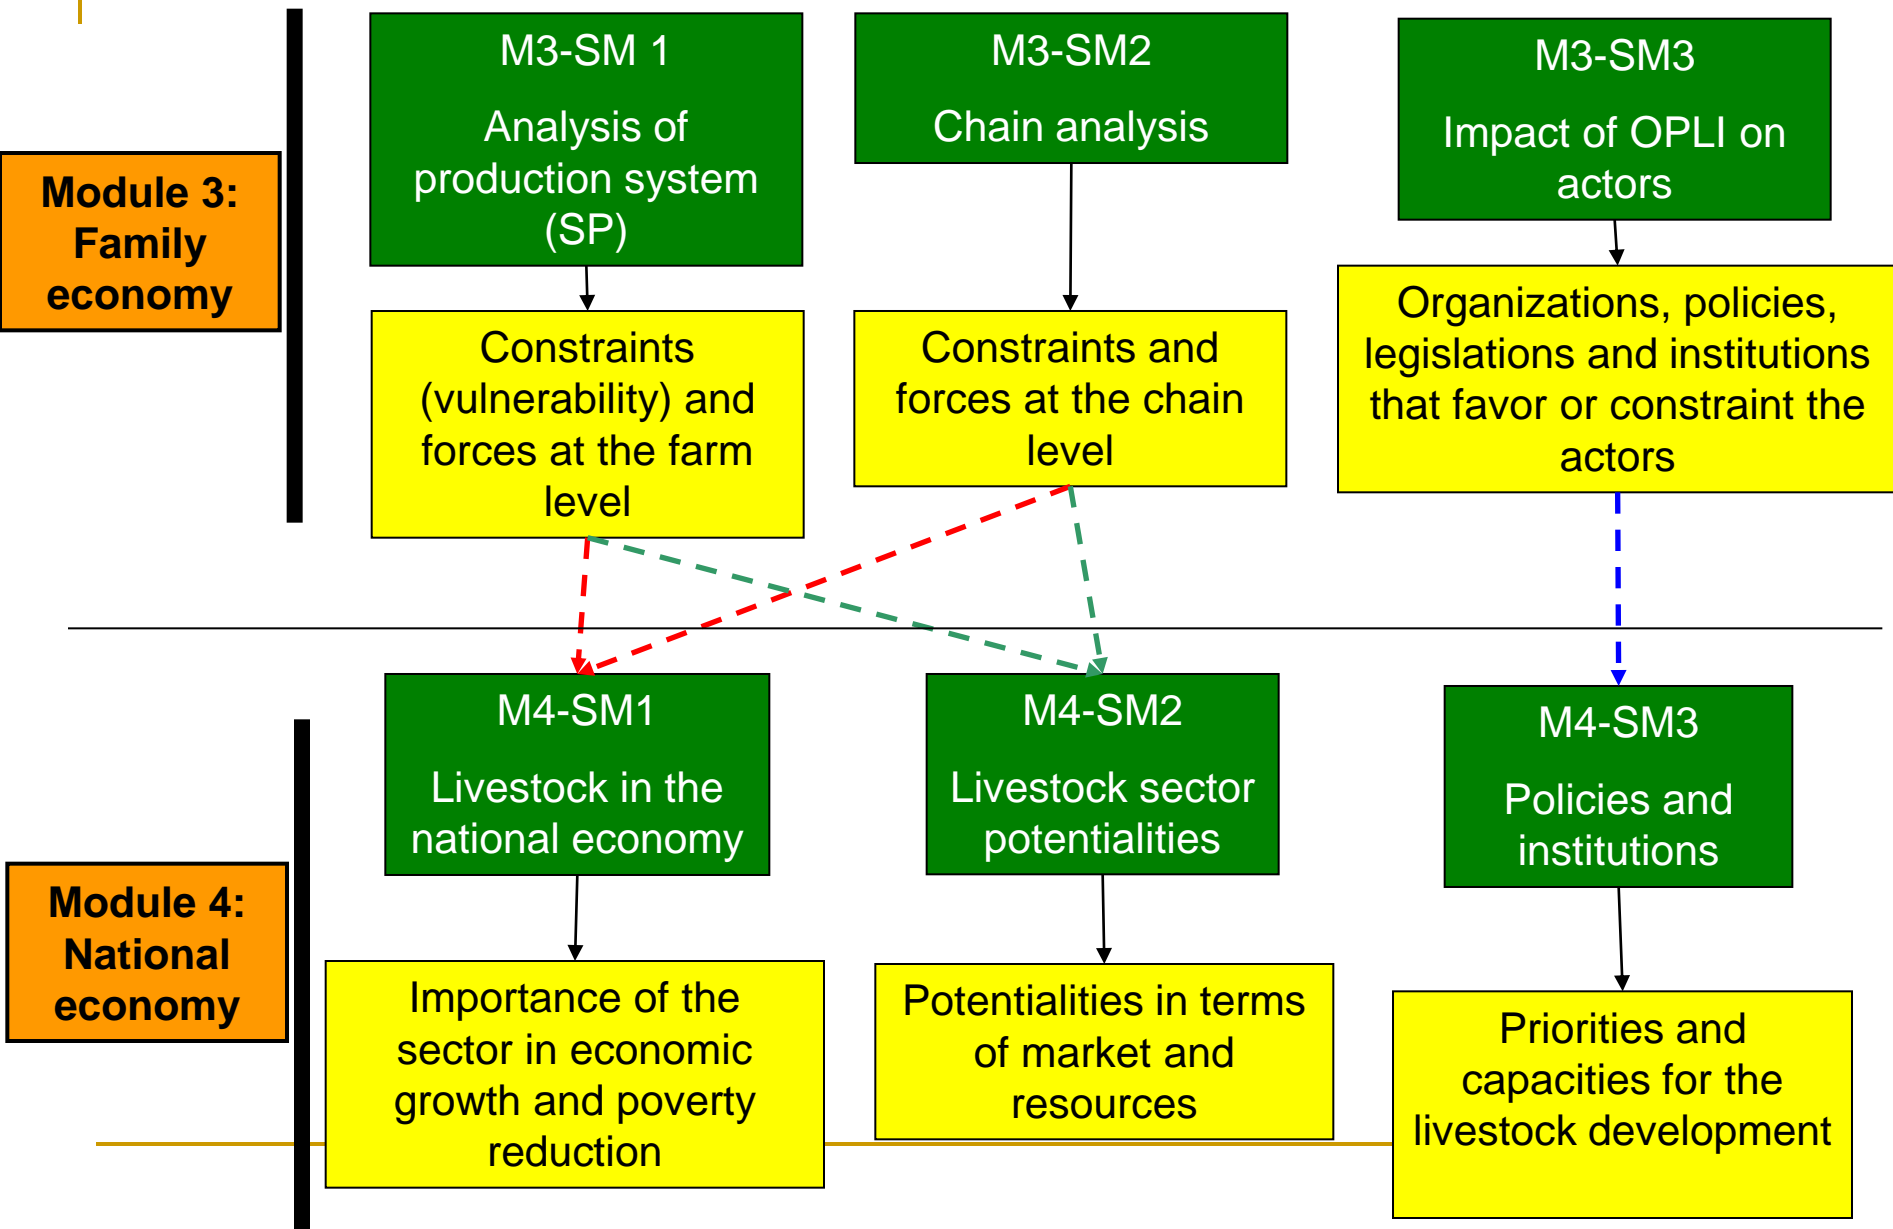 Module 3:
Family
economy
M3-SM 1
Analysis of
production system
(SP)
M3-SM2
Chain analysis
M3-SM3
Impact of OPLI on
actors
Constraints
(vulnerability) and
forces at the farm
level
Constraints and
forces at the chain
level
Organizations, policies,
legislations and institutions
that favor or constraint the
actors
Module 4:
National
economy
M4-SM1
Livestock in the
national economy
M4-SM2
Livestock sector
potentialities
M4-SM3
Policies and
institutions
Importance of the
sector in economic
growth and poverty
reduction
Potentialities in terms
of market and
resources
Priorities and
capacities for the
livestock development